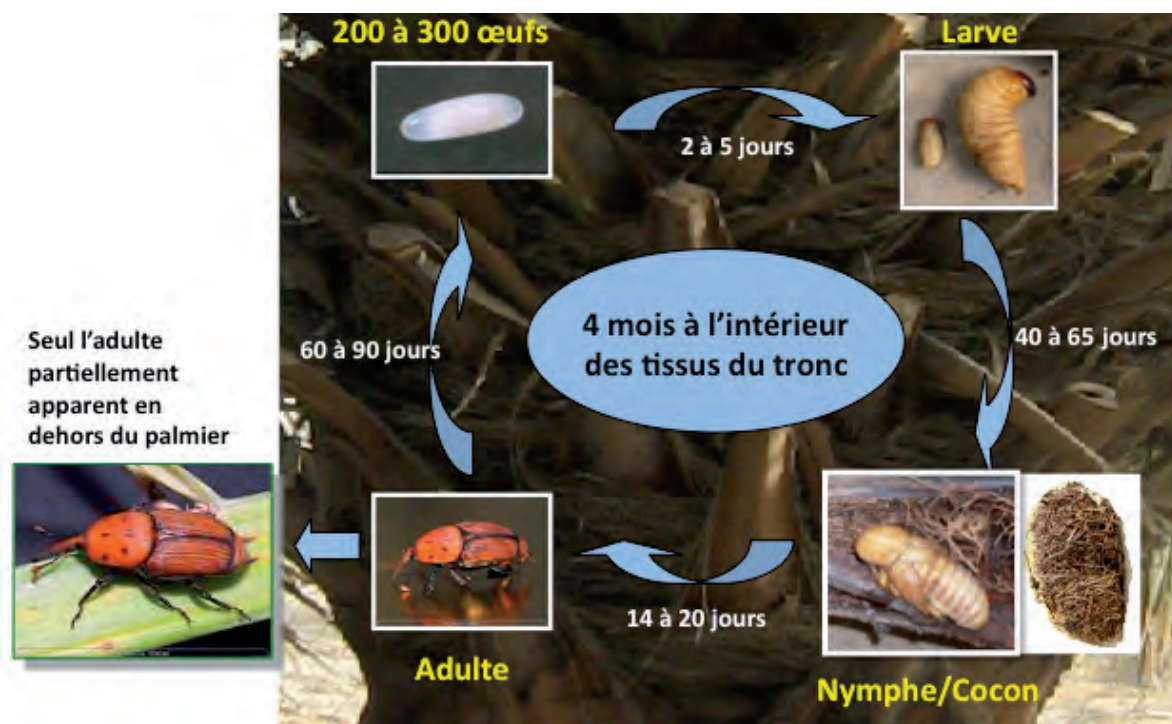 200 à 300 œufs
Larve
2 à 5 jours
4 mois à l'intérieur
des tissus du tronc
60 à 90 jours
40 à 65 jours
Seul l'adulte
partiellement
apparent en
dehors du palmier
14 à 20 jours
Adulte
Nymphe/Cocon